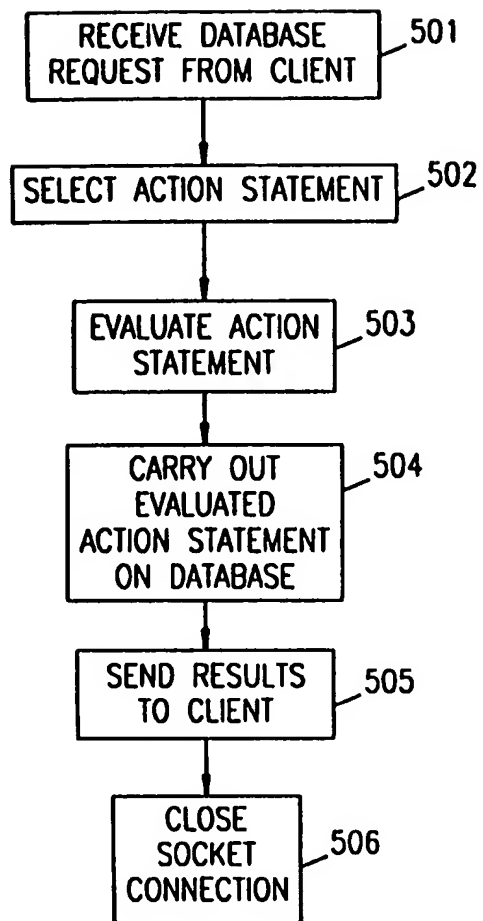 RECEIVE DATABASE
REQUEST FROM CLIENT
501
SELECT ACTION STATEMENT
502
EVALUATE ACTION
STATEMENT
503
CARRY OUT
EVALUATED
ACTION STATEMENT
ON DATABASE
504
SEND RESULTS
TO CLIENT
505
CLOSE
SOCKET
CONNECTION
506